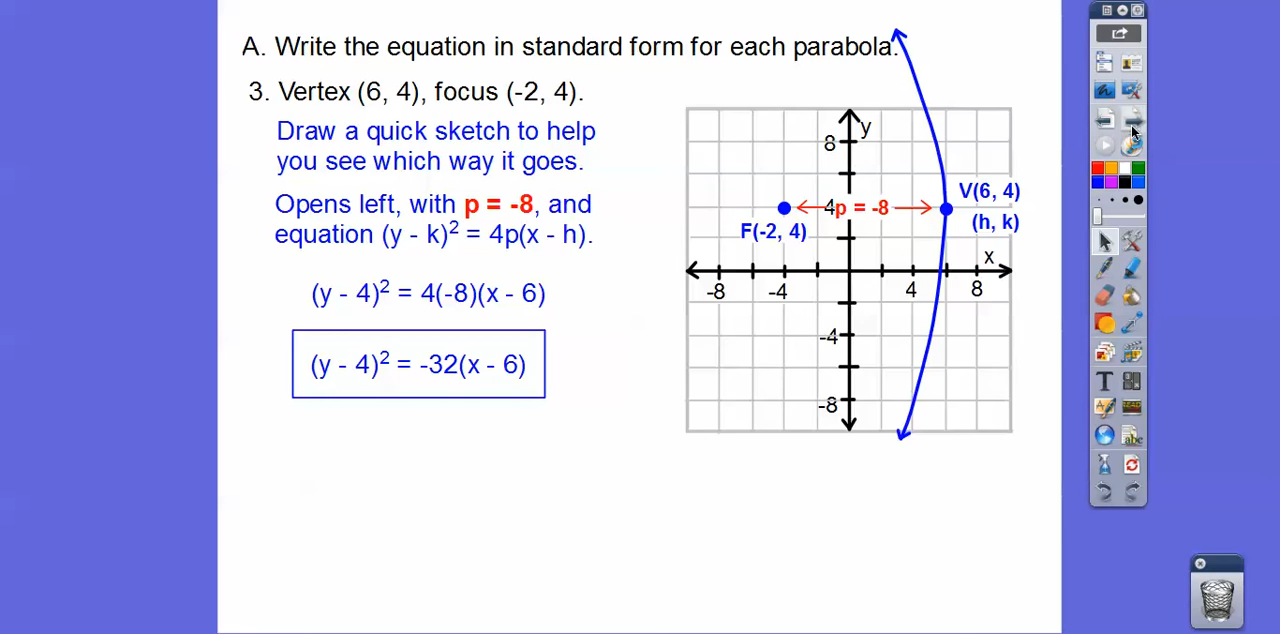 A. Write the equation in standard form for each parabola.
3. Vertex (6, 4), focus (-2, 4).
Draw a quick sketch to help
you see which way it goes.
Opens left, with p = -8, and
equation (y - k)² = 4p(x - h).
(y - 4)² = 4(-8)(x - 6)
(y - 4)² = -32(x - 6)
y
8
V(6, 4)
4 p = -8
(h, k)
F(-2, 4)
x
-8 -4 4 8
-4
-8
T